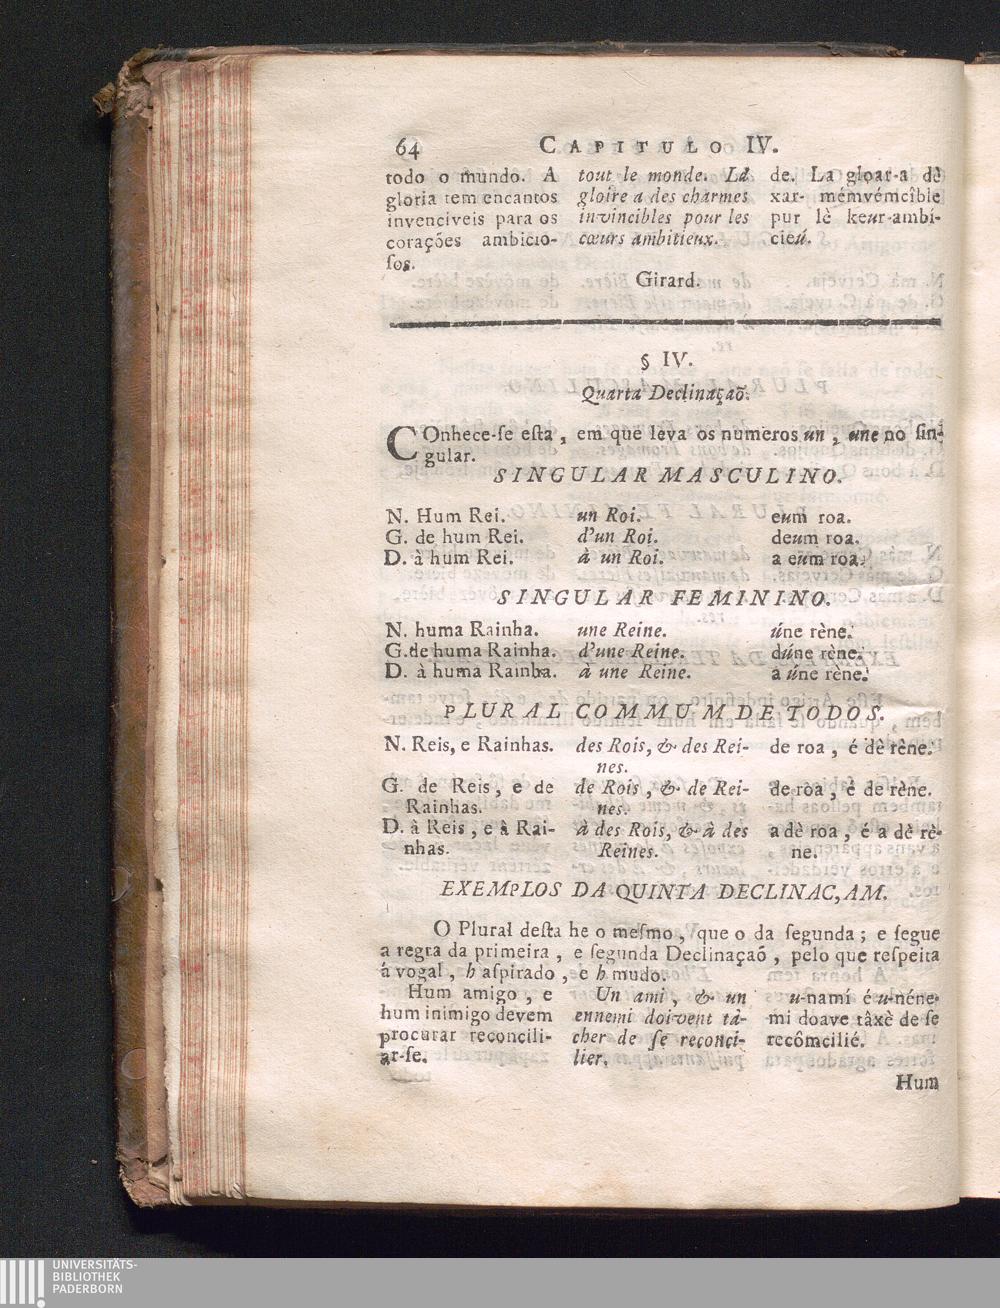 64 CAPITULO IV.
todo o mundo. A tout le monde. La de. La gloar-a dè
gloria tem encantos gloire a des charmes xar- mémvémcîble
invenciveis para os invincibles pour les pur lè keur-ambi-
corações ambicio- cœurs ambitieux. cieú.
ſos.
Girard.
§ IV.
Quarta Declinaçaõ.
COnhece-ſe eſta, em que leva os numeros un, une no ſin-
gular.
SINGULAR MASCULINO.
N. Hum Rei. un Roi. eum roa.
G. de hum Rei. d'un Roi. deum roa.
D. à hum Rei. à un Roi. a eum roa.
SINGULAR FEMININO.
N. huma Rainha. une Reine. úne rène.
G.de huma Rainha. d'une Reine. dúne rène.
D. à huma Rainha. à une Reine. a úne rène.
PLURAL COMMUM DE TODOS.
N. Reis, e Rainhas. des Rois, & des Rei- de roa, é dè rène.
nes.
G. de Reis, e de de Rois, & de Rei- de roa, é de rène.
Rainhas. nes.
D. â Reis, e â Rai- À des Rois, & à des a dè roa, é a dè rè-
nhas. Reines. ne.
EXEMPLOS DA QUINTA DECLINAC,AM.
O Plural deſta he o meſmo, que o da ſegunda; e ſegue
a regra da primeira, e ſegunda Declinaçaõ, pelo que reſpeita
á vogal, h aſpirado, e h mudo.
Hum amigo, e Un ami, & un u-namí é u-néne-
hum inimigo devem ennemi doivent tâ- mi doave tâxè de ſe
procurar reconcili- cher de ſe reconci- recômcilié.
ar-ſe. lier.
Hum
UNIVERSITÄTS-
BIBLIOTHEK
PADERBORN